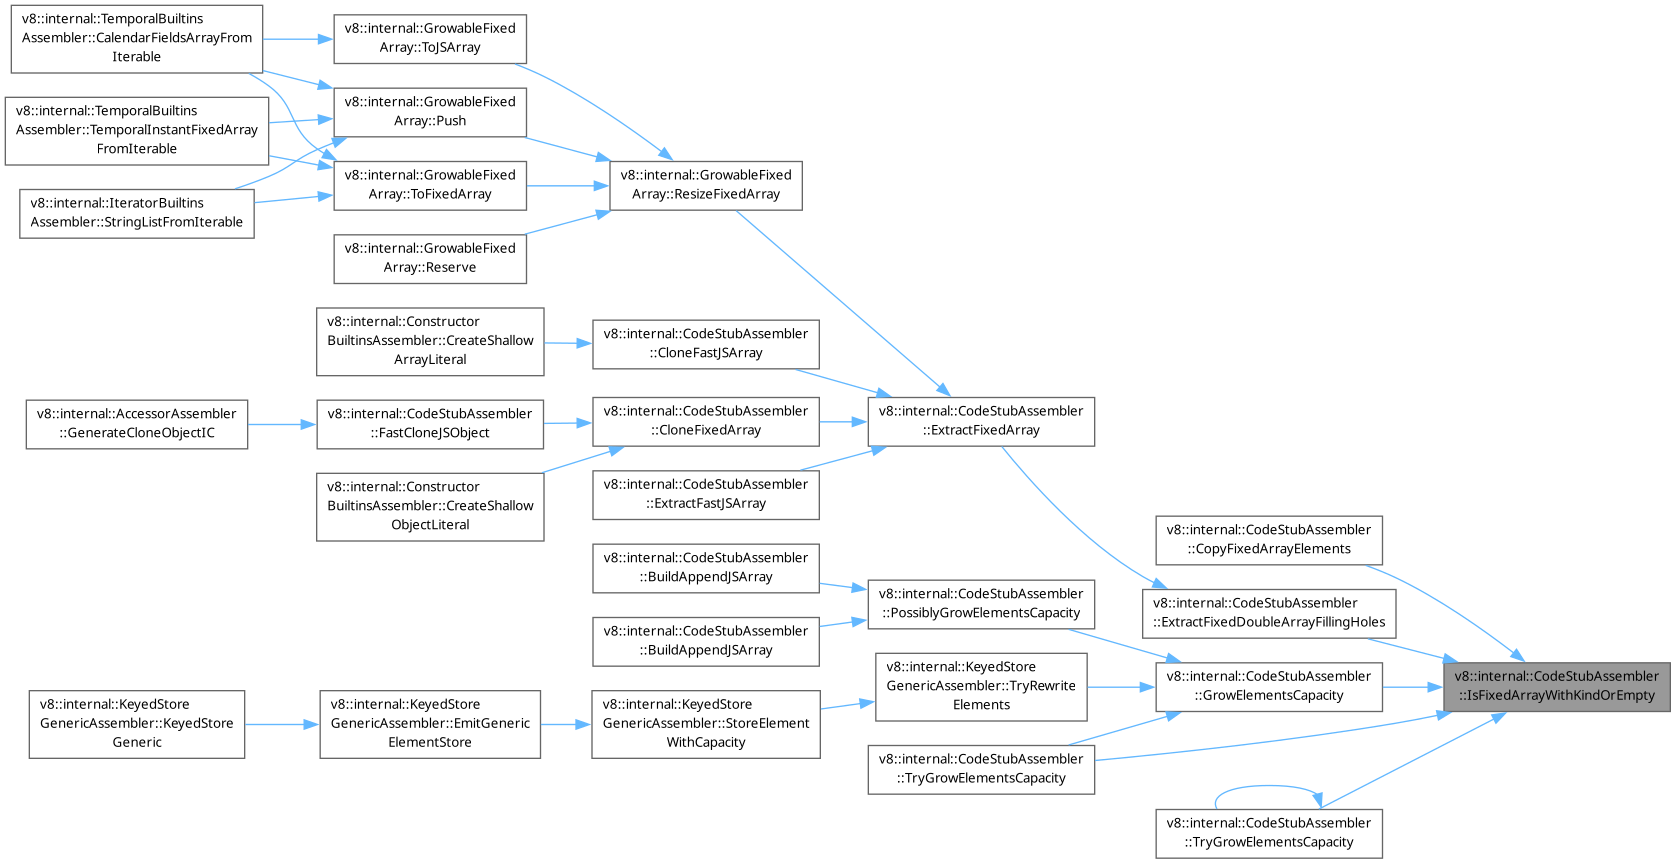 v8::internal::TemporalBuiltins
Assembler::CalendarFieldsArrayFrom
Iterable
v8::internal::TemporalBuiltins
Assembler::TemporalInstantFixedArray
FromIterable
v8::internal::IteratorBuiltins
Assembler::StringListFromIterable
v8::internal::GrowableFixed
Array::ToJSArray
v8::internal::GrowableFixed
Array::Push
v8::internal::GrowableFixed
Array::ToFixedArray
v8::internal::GrowableFixed
Array::Reserve
v8::internal::GrowableFixed
Array::ResizeFixedArray
v8::internal::Constructor
BuiltinsAssembler::CreateShallow
ArrayLiteral
v8::internal::CodeStubAssembler
::CloneFastJSArray
v8::internal::AccessorAssembler
::GenerateCloneObjectIC
v8::internal::CodeStubAssembler
::FastCloneJSObject
v8::internal::CodeStubAssembler
::CloneFixedArray
v8::internal::CodeStubAssembler
::ExtractFixedArray
v8::internal::Constructor
BuiltinsAssembler::CreateShallow
ObjectLiteral
v8::internal::CodeStubAssembler
::ExtractFastJSArray
v8::internal::CodeStubAssembler
::BuildAppendJSArray
v8::internal::CodeStubAssembler
::BuildAppendJSArray
v8::internal::CodeStubAssembler
::PossiblyGrowElementsCapacity
v8::internal::CodeStubAssembler
::CopyFixedArrayElements
v8::internal::CodeStubAssembler
::ExtractFixedDoubleArrayFillingHoles
v8::internal::KeyedStore
GenericAssembler::KeyedStore
Generic
v8::internal::KeyedStore
GenericAssembler::EmitGeneric
ElementStore
v8::internal::KeyedStore
GenericAssembler::StoreElement
WithCapacity
v8::internal::KeyedStore
GenericAssembler::TryRewrite
Elements
v8::internal::CodeStubAssembler
::GrowElementsCapacity
v8::internal::CodeStubAssembler
::IsFixedArrayWithKindOrEmpty
v8::internal::CodeStubAssembler
::TryGrowElementsCapacity
v8::internal::CodeStubAssembler
::TryGrowElementsCapacity